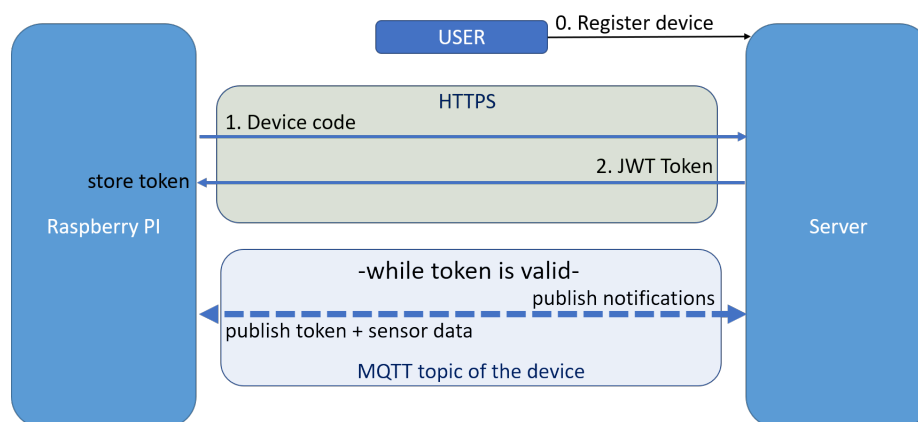 0. Register device
USER
HTTPS
1. Device code
2. JWT Token
store token
Raspberry PI
Server
-while token is valid-
publish notifications
publish token + sensor data
MQTT topic of the device